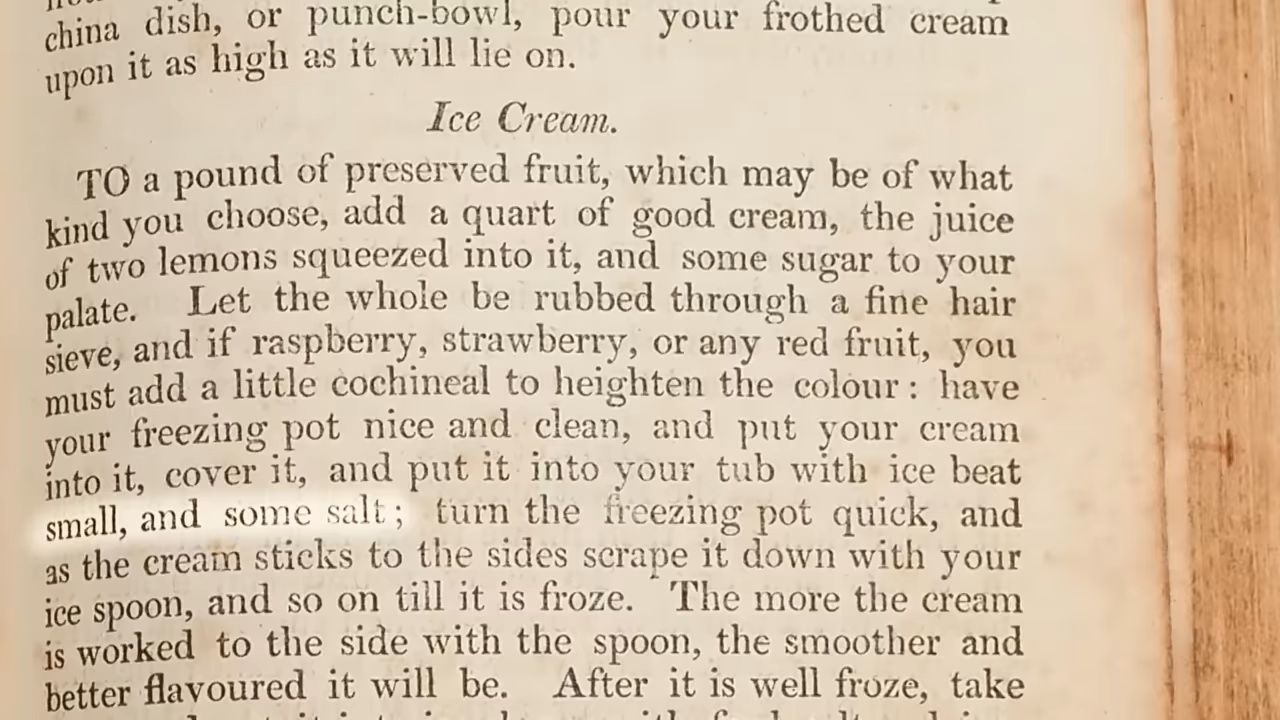 china dish, or punch-bowl, pour your frothed cream
upon it as high as it will lie on.
Ice Cream.
TO a pound of preserved fruit, which may be of what
kind you choose, add a quart of good cream, the juice
of two lemons squeezed into it, and some sugar to your
palate. Let the whole be rubbed through a fine hair
sieve, and if raspberry, strawberry, or any red fruit, you
must add a little cochineal to heighten the colour: have
your freezing pot nice and clean, and put your cream
into it, cover it, and put it into your tub with ice beat
small, and some salt; turn the freezing pot quick, and
as the cream sticks to the sides scrape it down with your
ice spoon, and so on till it is froze. The more the cream
is worked to the side with the spoon, the smoother and
better flavoured it will be. After it is well froze, take